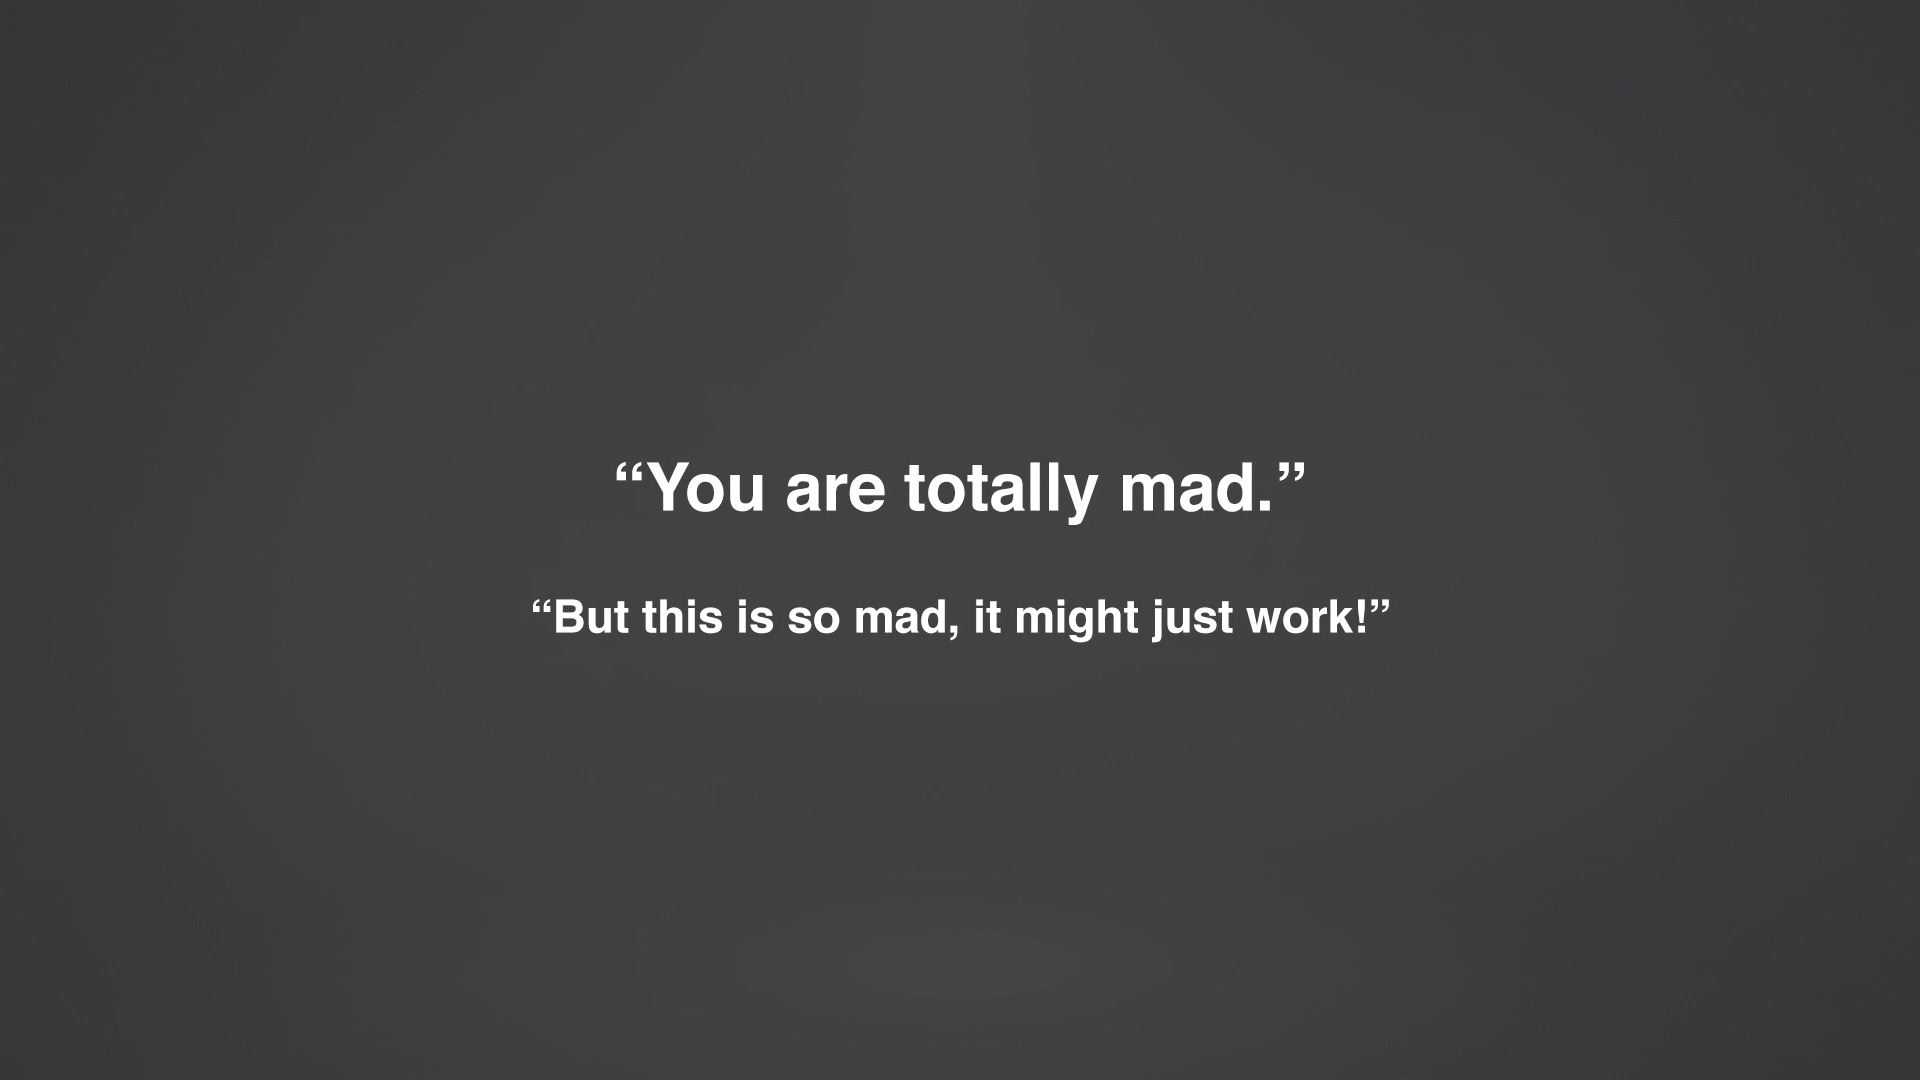 “You are totally mad.”
“But this is so mad, it might just work!”